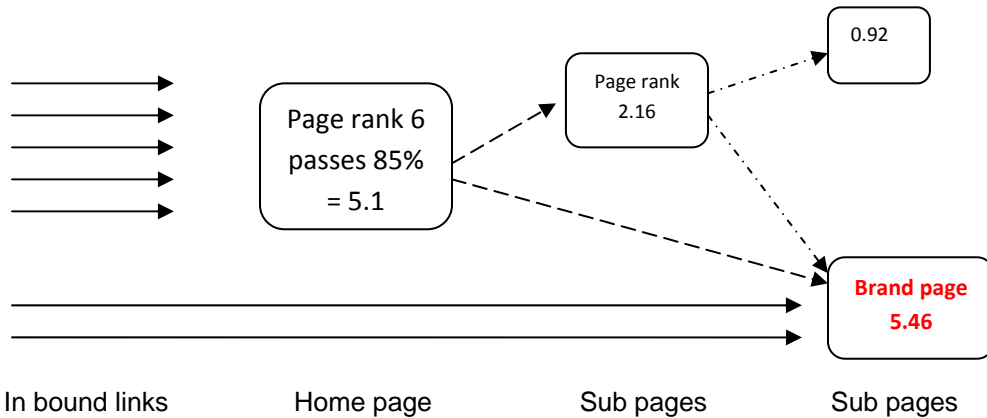 0.92
Page rank
2.16
Page rank 6
passes 85%
= 5.1
Brand page
5.46
In bound links
Home page
Sub pages
Sub pages